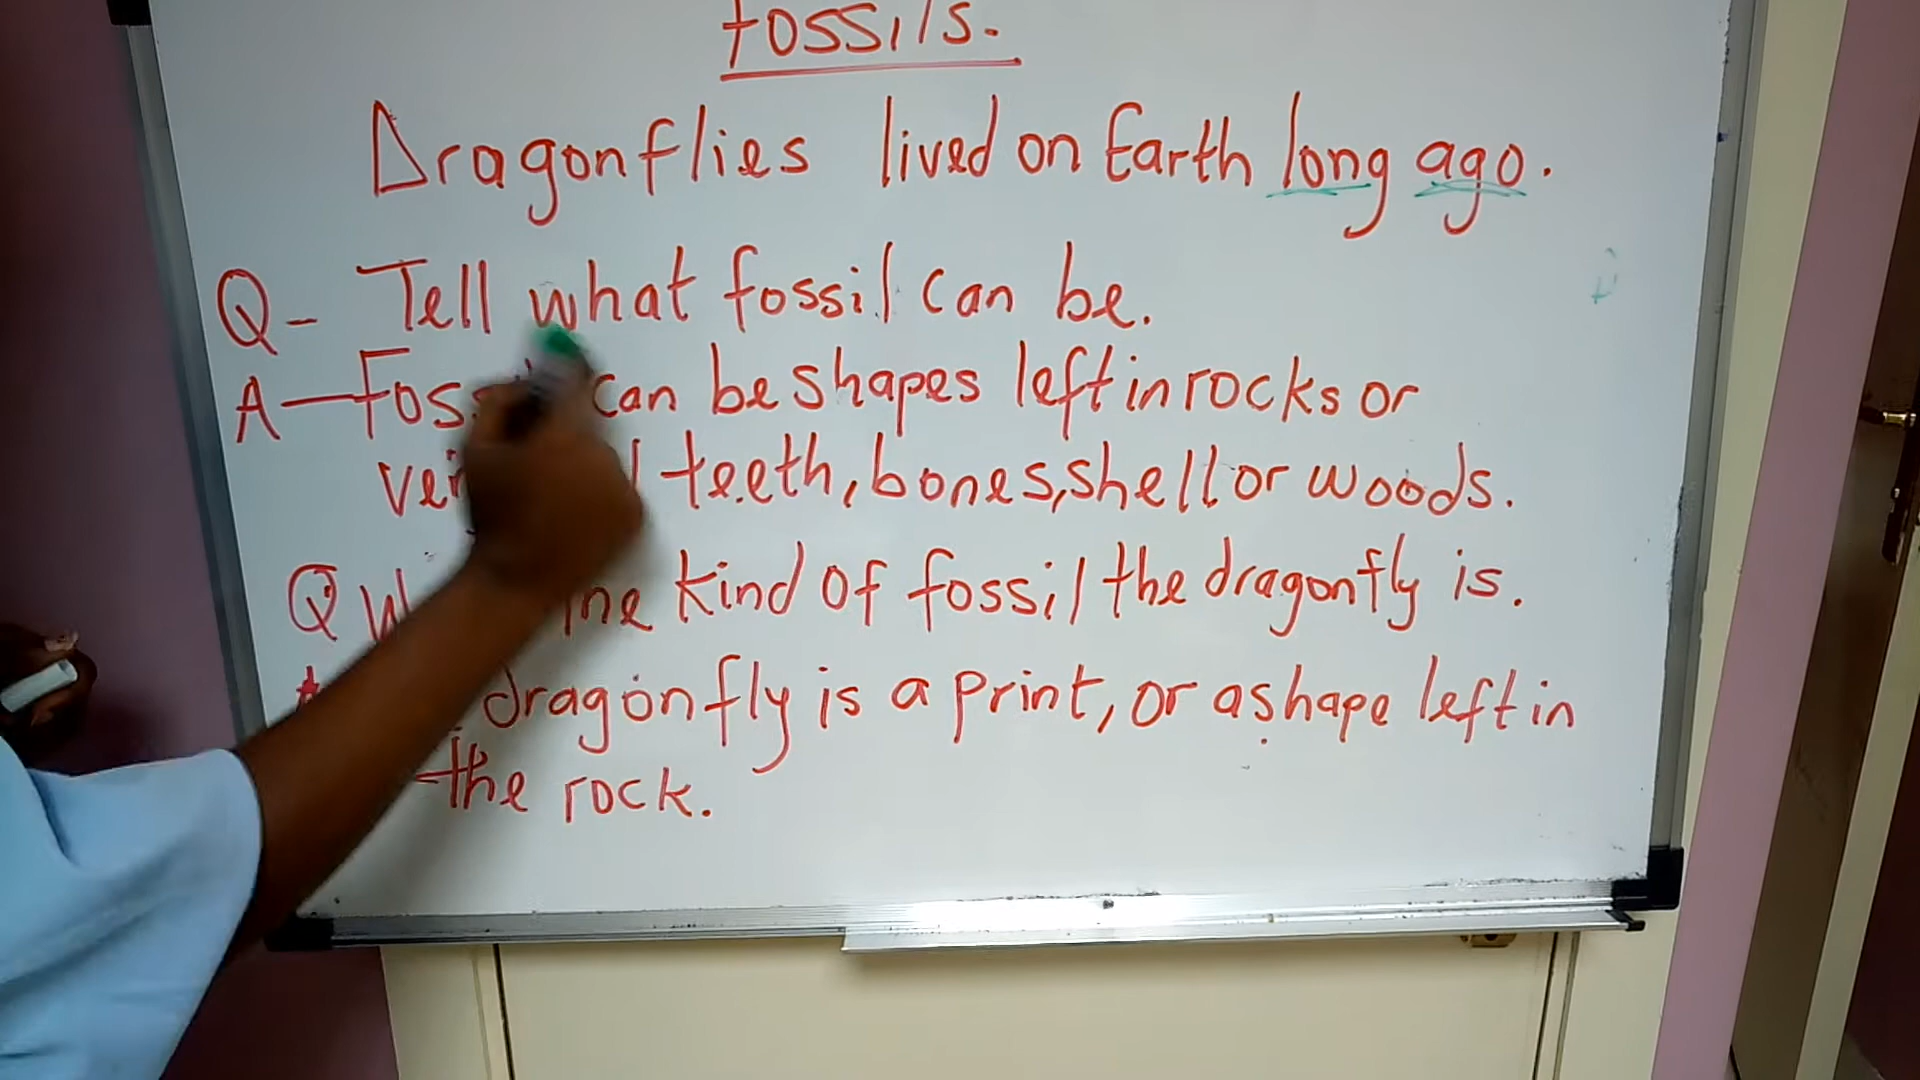 fossils.
Dragonflies lived on Earth long ago.
Q- Tell what fossil can be.
A- can be shapes left in rocks or
teeth, bones, shell or woods.
Q kind of fossil the dragonfly is.
dragonfly is a print, or a shape left in
the rock.